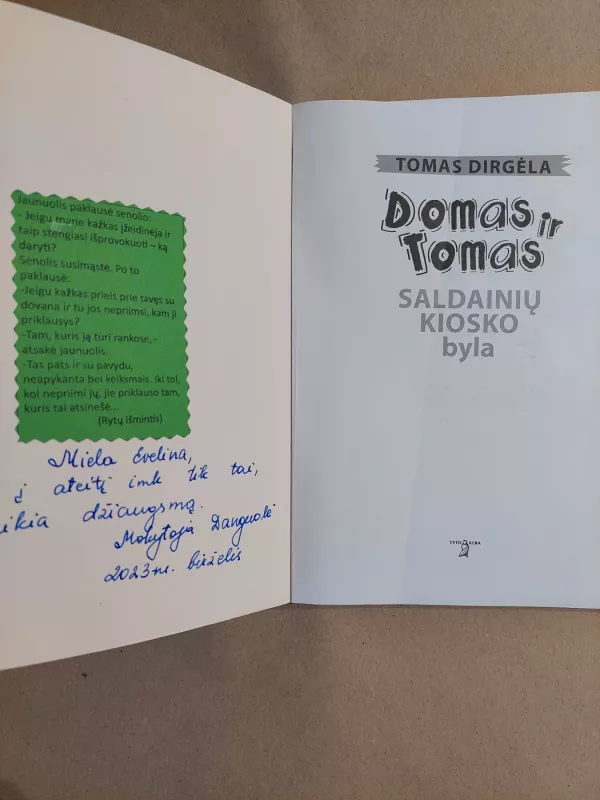 Jaunuolis paklausė senolio:
- Jeigu mane kažkas įžeidinėja ir
taip stengiasi išprovokuoti – ką
daryti?
Senolis susimąstė. Po to
paklausė:
-Jeigu kažkas prieis prie tavęs su
dovana ir tu jos nepriimsi, kam ji
priklausys?
-Tam, kuris ją turi rankose, -
atsakė jaunuolis.
-Tas pats ir su pavydu,
neapykanta bei keiksmais. Iki tol,
kol nepriimi jų, jie priklauso tam,
kuris tai atsinešė...
(Rytų išmintis)
Miela Evelina,
į ateitį imk tik tai,
džiaugsmą.
Mokytoja Danguolė
2023 m. birželis
TOMAS DIRGĖLA
Domas ir
Tomas
SALDAINIŲ
KIOSKO
byla
TYTO ALBA